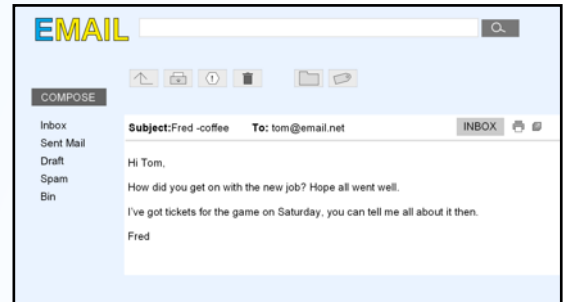 EMAIL
COMPOSE
Inbox
Sent Mail
Draft
Spam
Bin
Subject:Fred -coffee To: tom@email.net INBOX
Hi Tom,
How did you get on with the new job? Hope all went well.
I've got tickets for the game on Saturday, you can tell me all about it then.
Fred